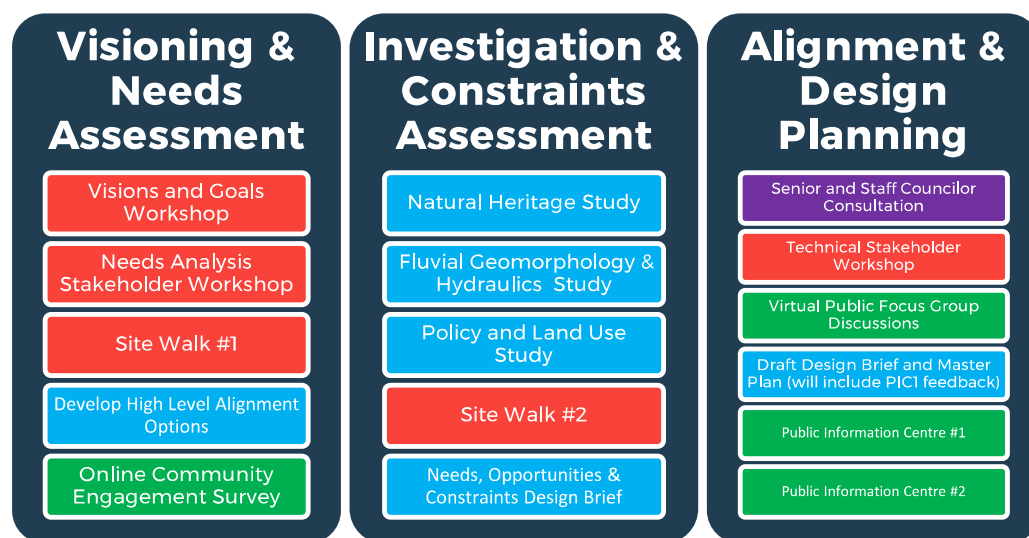 Visioning &
Needs
Assessment
Visions and Goals
Workshop
Needs Analysis
Stakeholder Workshop
Site Walk #1
Develop High Level Alignment
Options
Online Community
Engagement Survey
Investigation &
Constraints
Assessment
Natural Heritage Study
Fluvial Geomorphology &
Hydraulics Study
Policy and Land Use
Study
Site Walk #2
Needs, Opportunities &
Constraints Design Brief
Alignment &
Design
Planning
Senior and Staff Councilor
Consultation
Technical Stakeholder
Workshop
Virtual Public Focus Group
Discussions
Draft Design Brief and Master
Plan (will include PIC1 feedback)
Public Information Centre #1
Public Information Centre #2